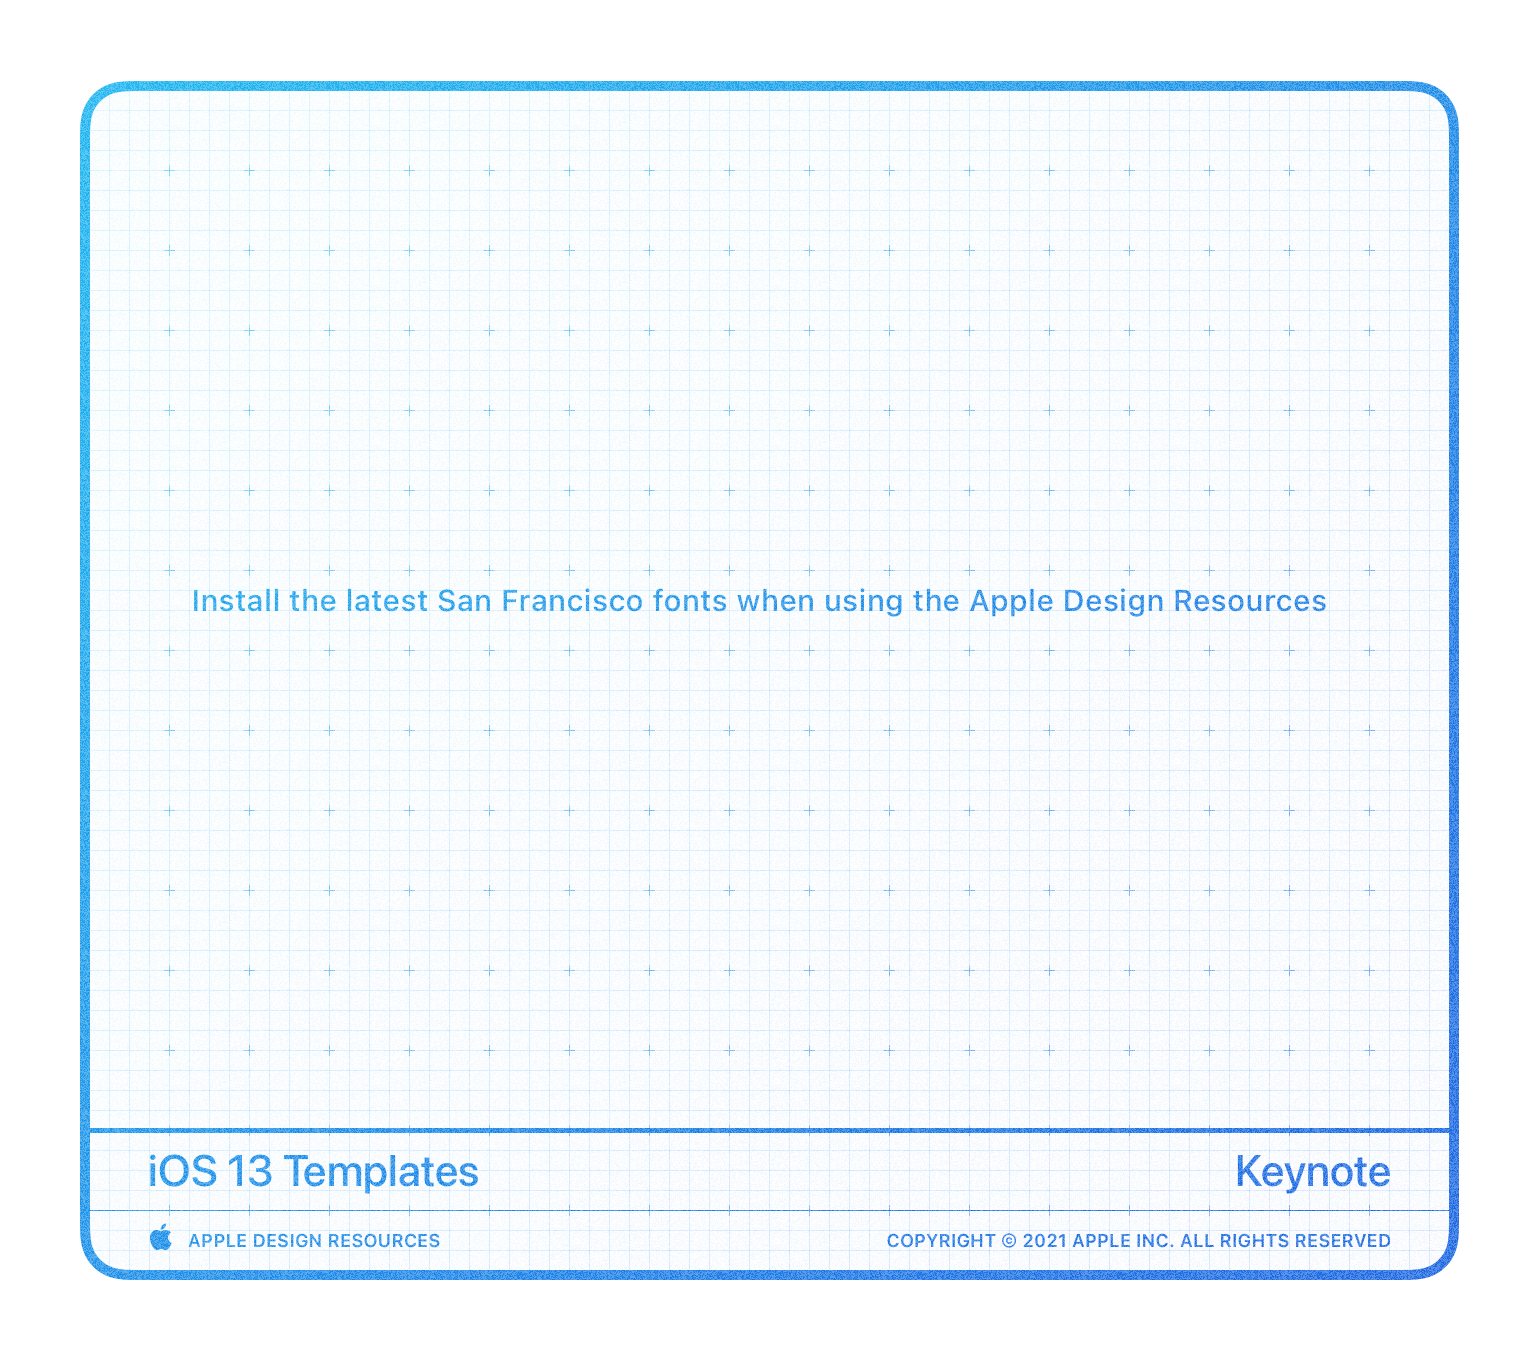 Install the latest San Francisco fonts when using the Apple Design Resources
iOS 13 Templates
Keynote
APPLE DESIGN RESOURCES
COPYRIGHT © 2021 APPLE INC. ALL RIGHTS RESERVED